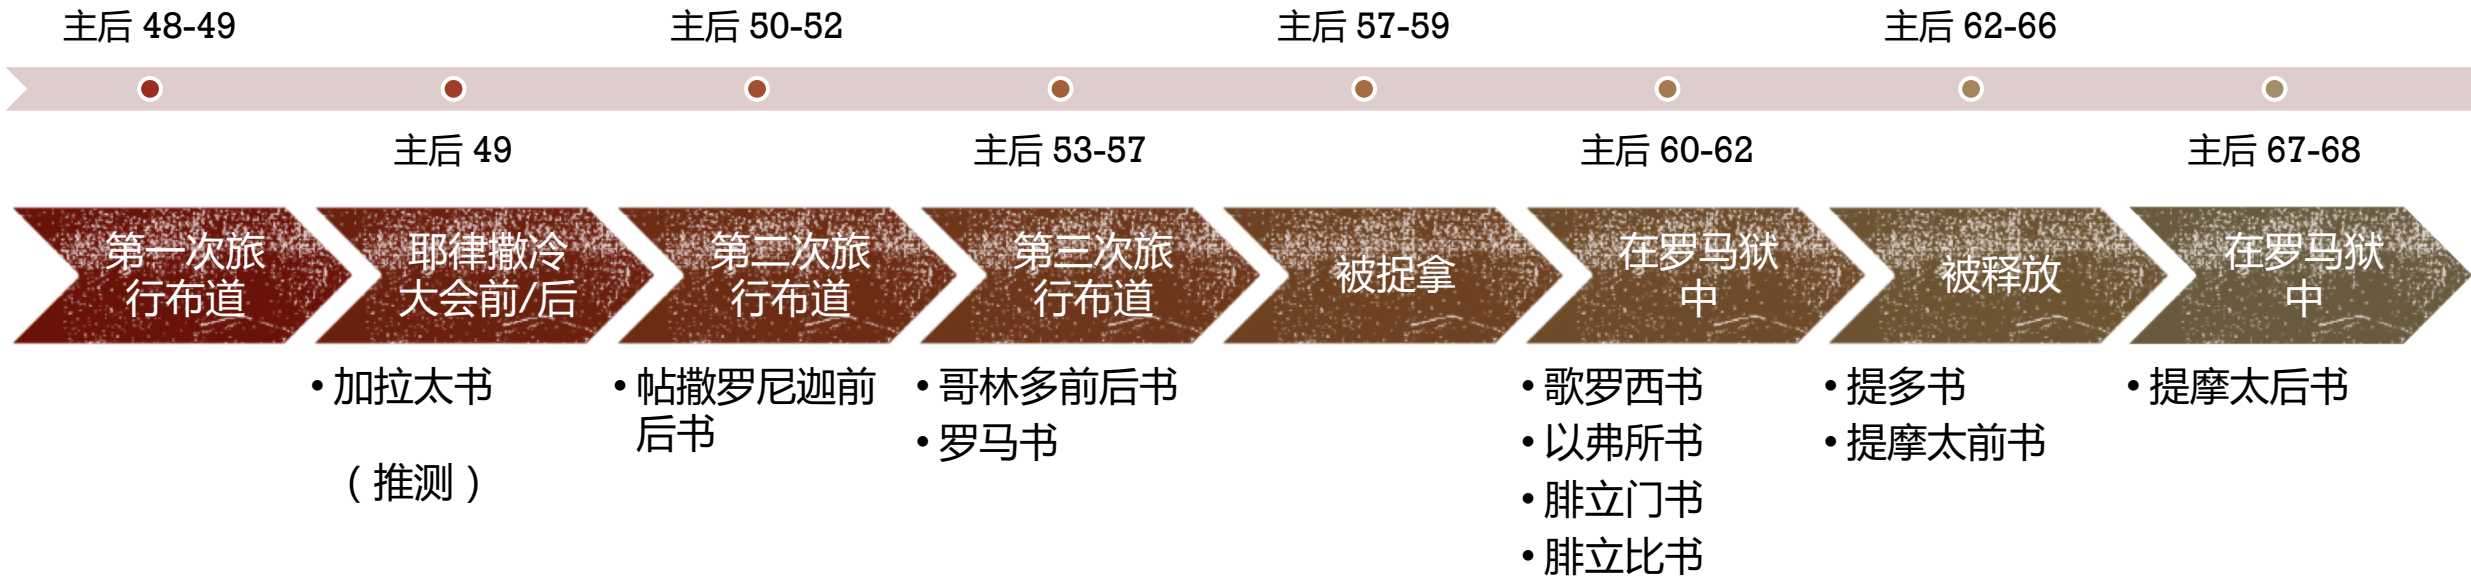 主后 48-49
主后 50-52
主后 57-59
主后 62-66
主后 49
主后 53-57
主后 60-62
主后 67-68
第一次旅
行布道
耶律撒冷
大会前/后
第二次旅
行布道
第三次旅
行布道
被捉拿
在罗马狱
中
被释放
在罗马狱
中
• 加拉太书
（推测）
• 帖撒罗尼迦前
后书
• 哥林多前后书
• 罗马书
• 歌罗西书
• 以弗所书
• 腓立门书
• 腓立比书
• 提多书
• 提摩太前书
• 提摩太后书